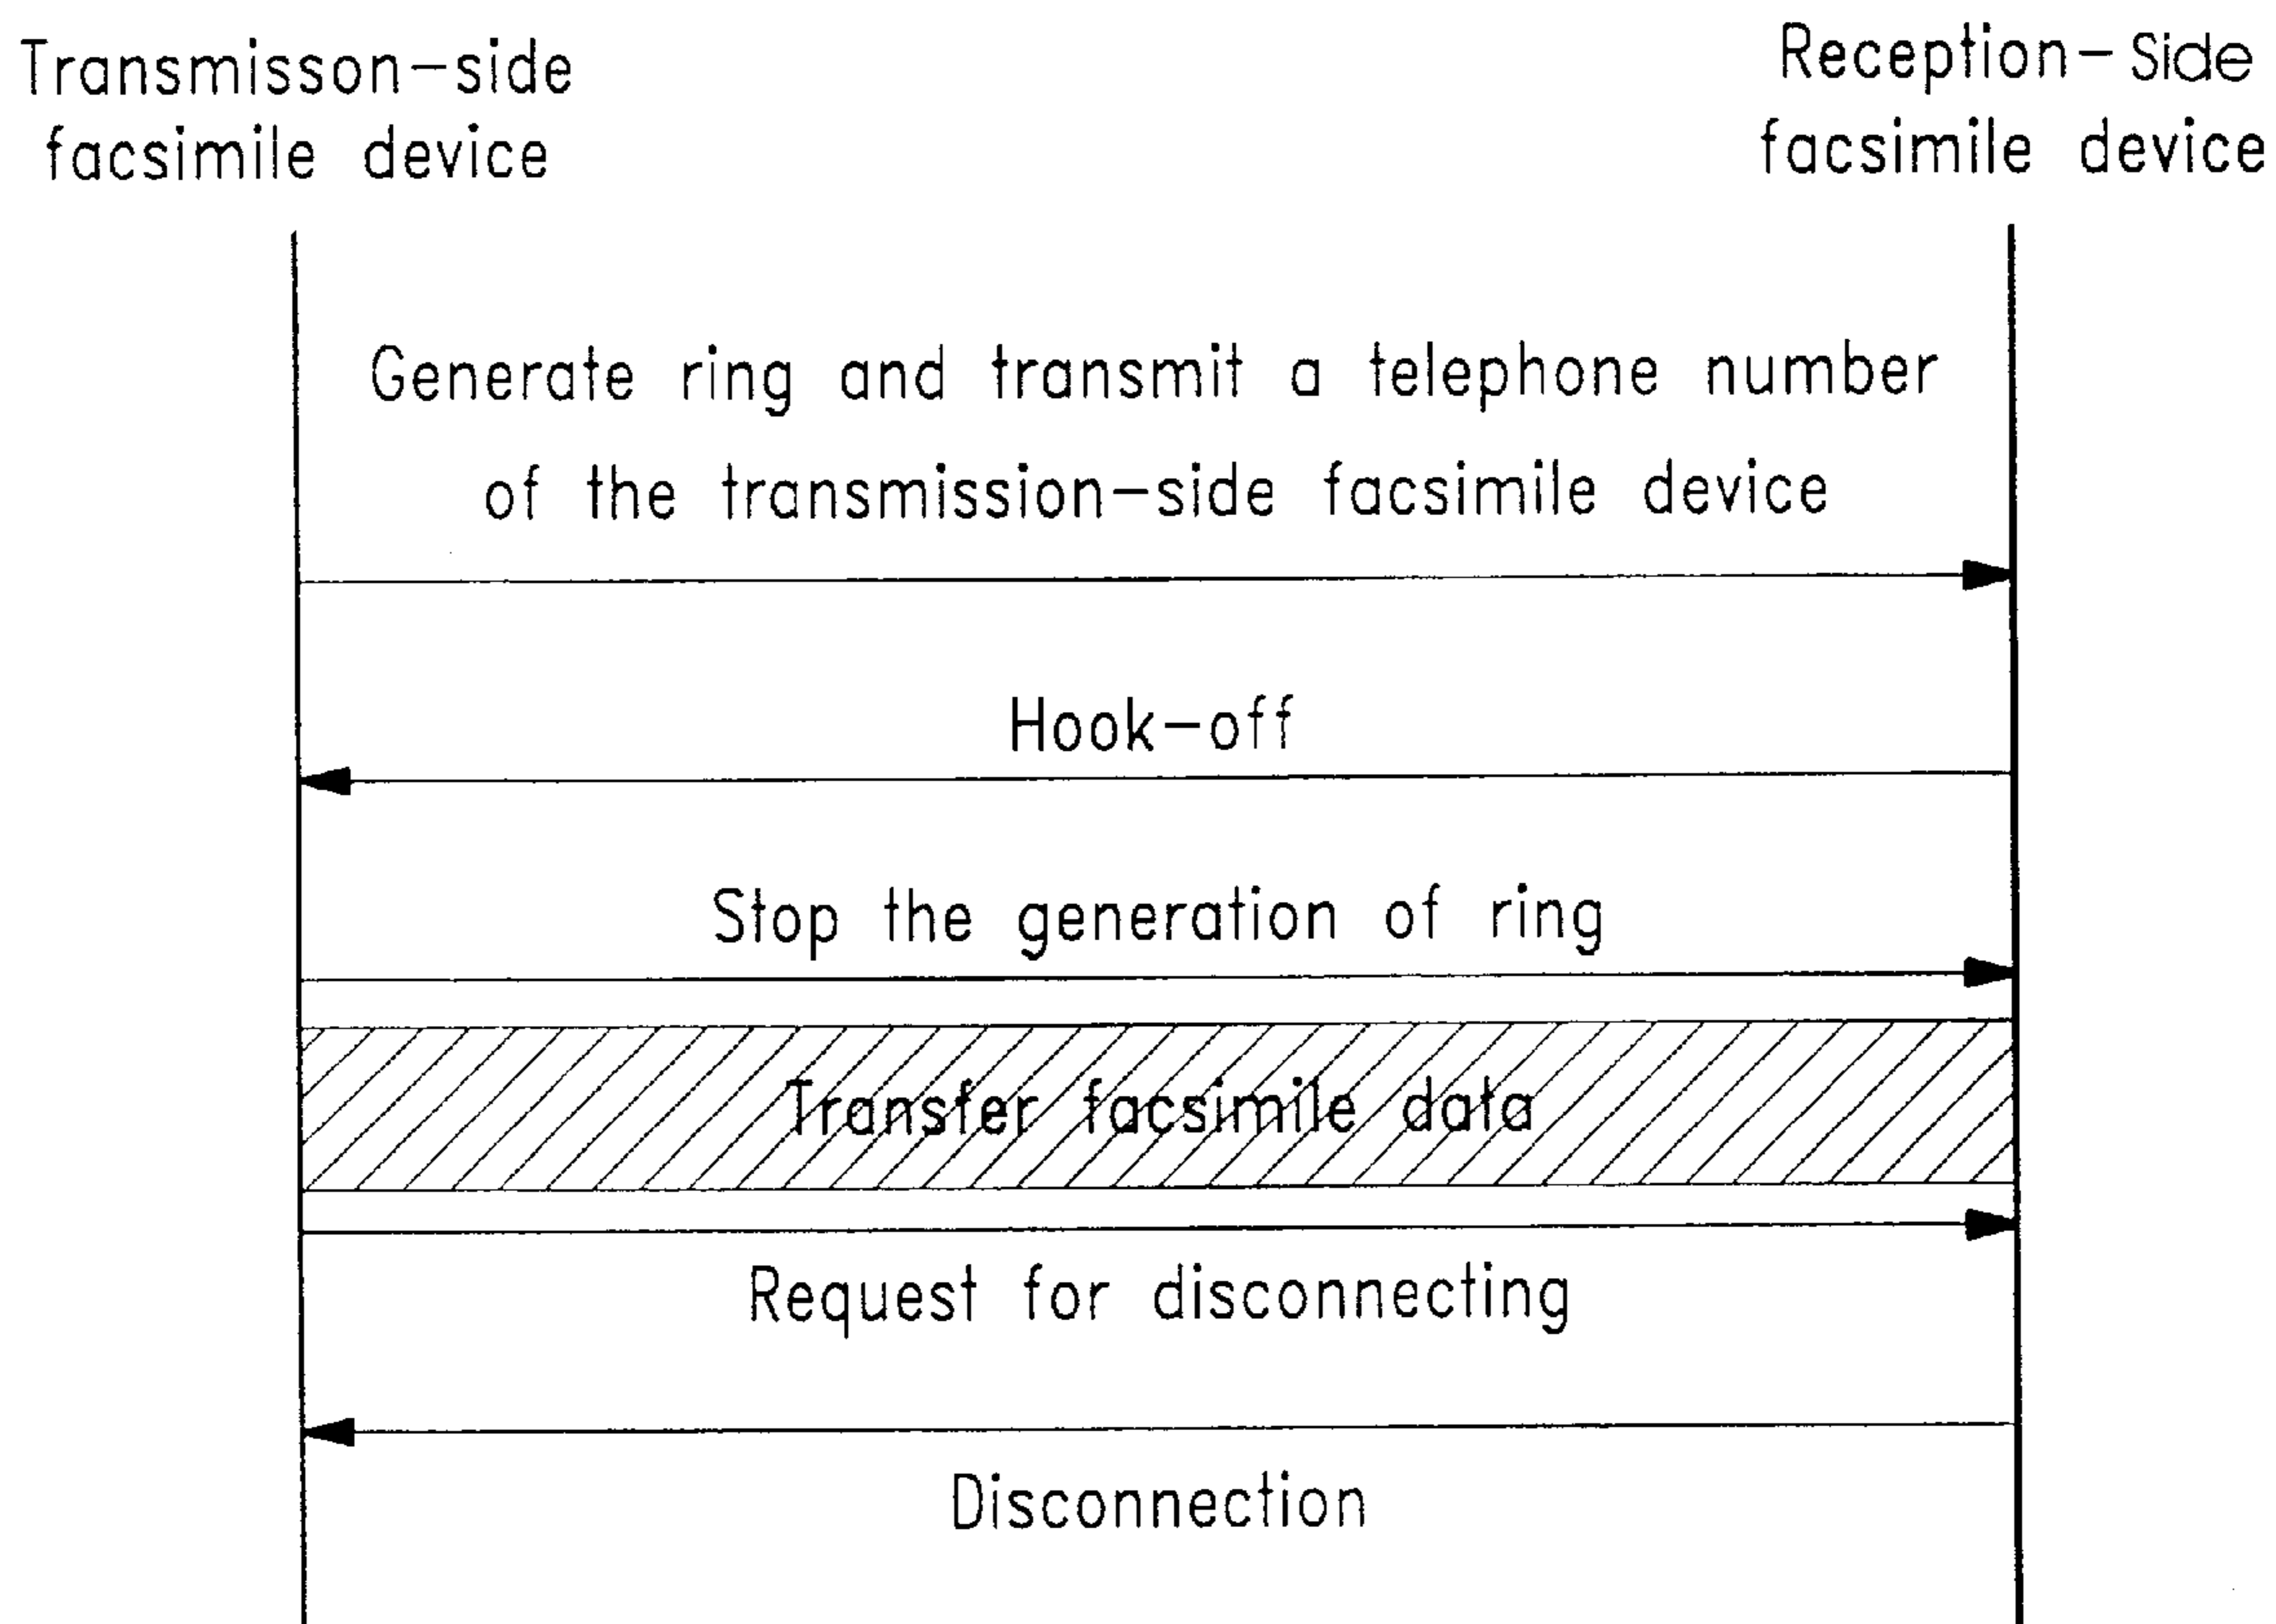 Transmisson-side
facsimile device
Reception-Side
facsimile device
Generate ring and transmit a telephone number
of the transmission-side facsimile device
Hook-off
Stop the generation of ring
Transfer facsimile data
Request for disconnecting
Disconnection